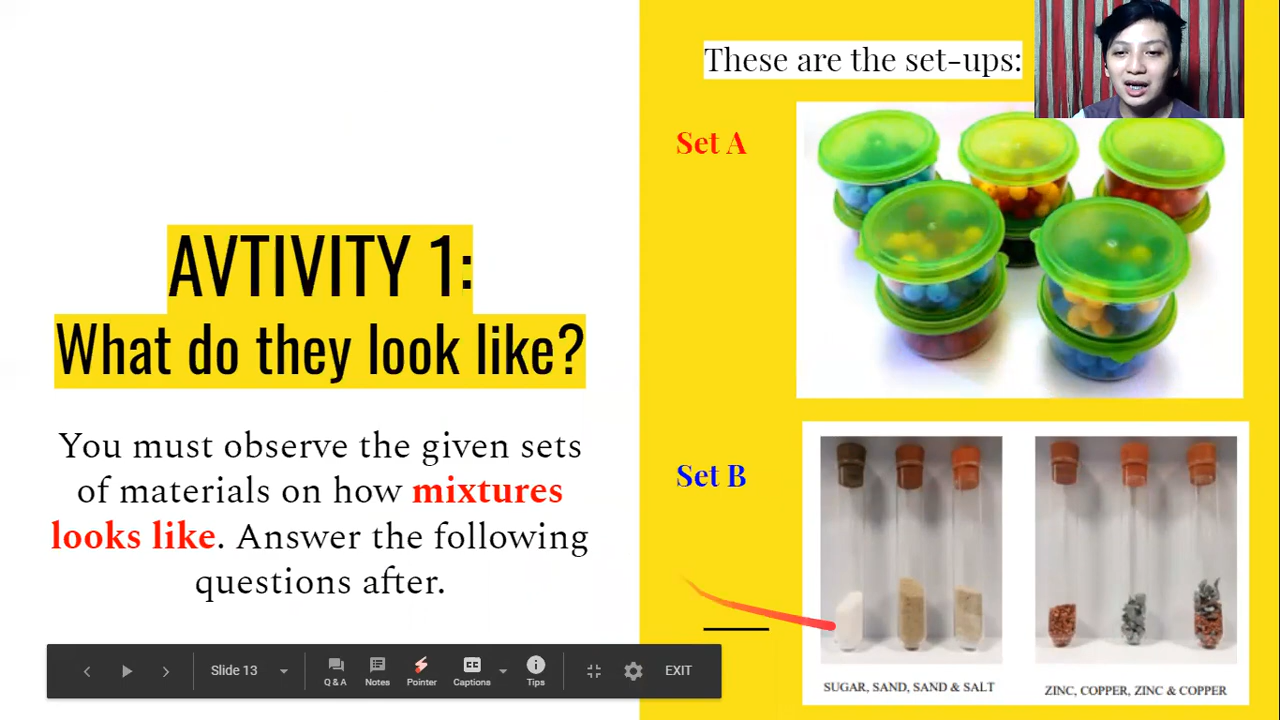 AVTIVITY 1:
What do they look like?
You must observe the given sets
of materials on how mixtures
looks like. Answer the following
questions after.
These are the set-ups:
Set A
Set B
SUGAR, SAND, SAND & SALT
ZINC, COPPER, ZINC & COPPER
Slide 13
Q & A
Notes
Pointer
CC
Captions
Tips
EXIT